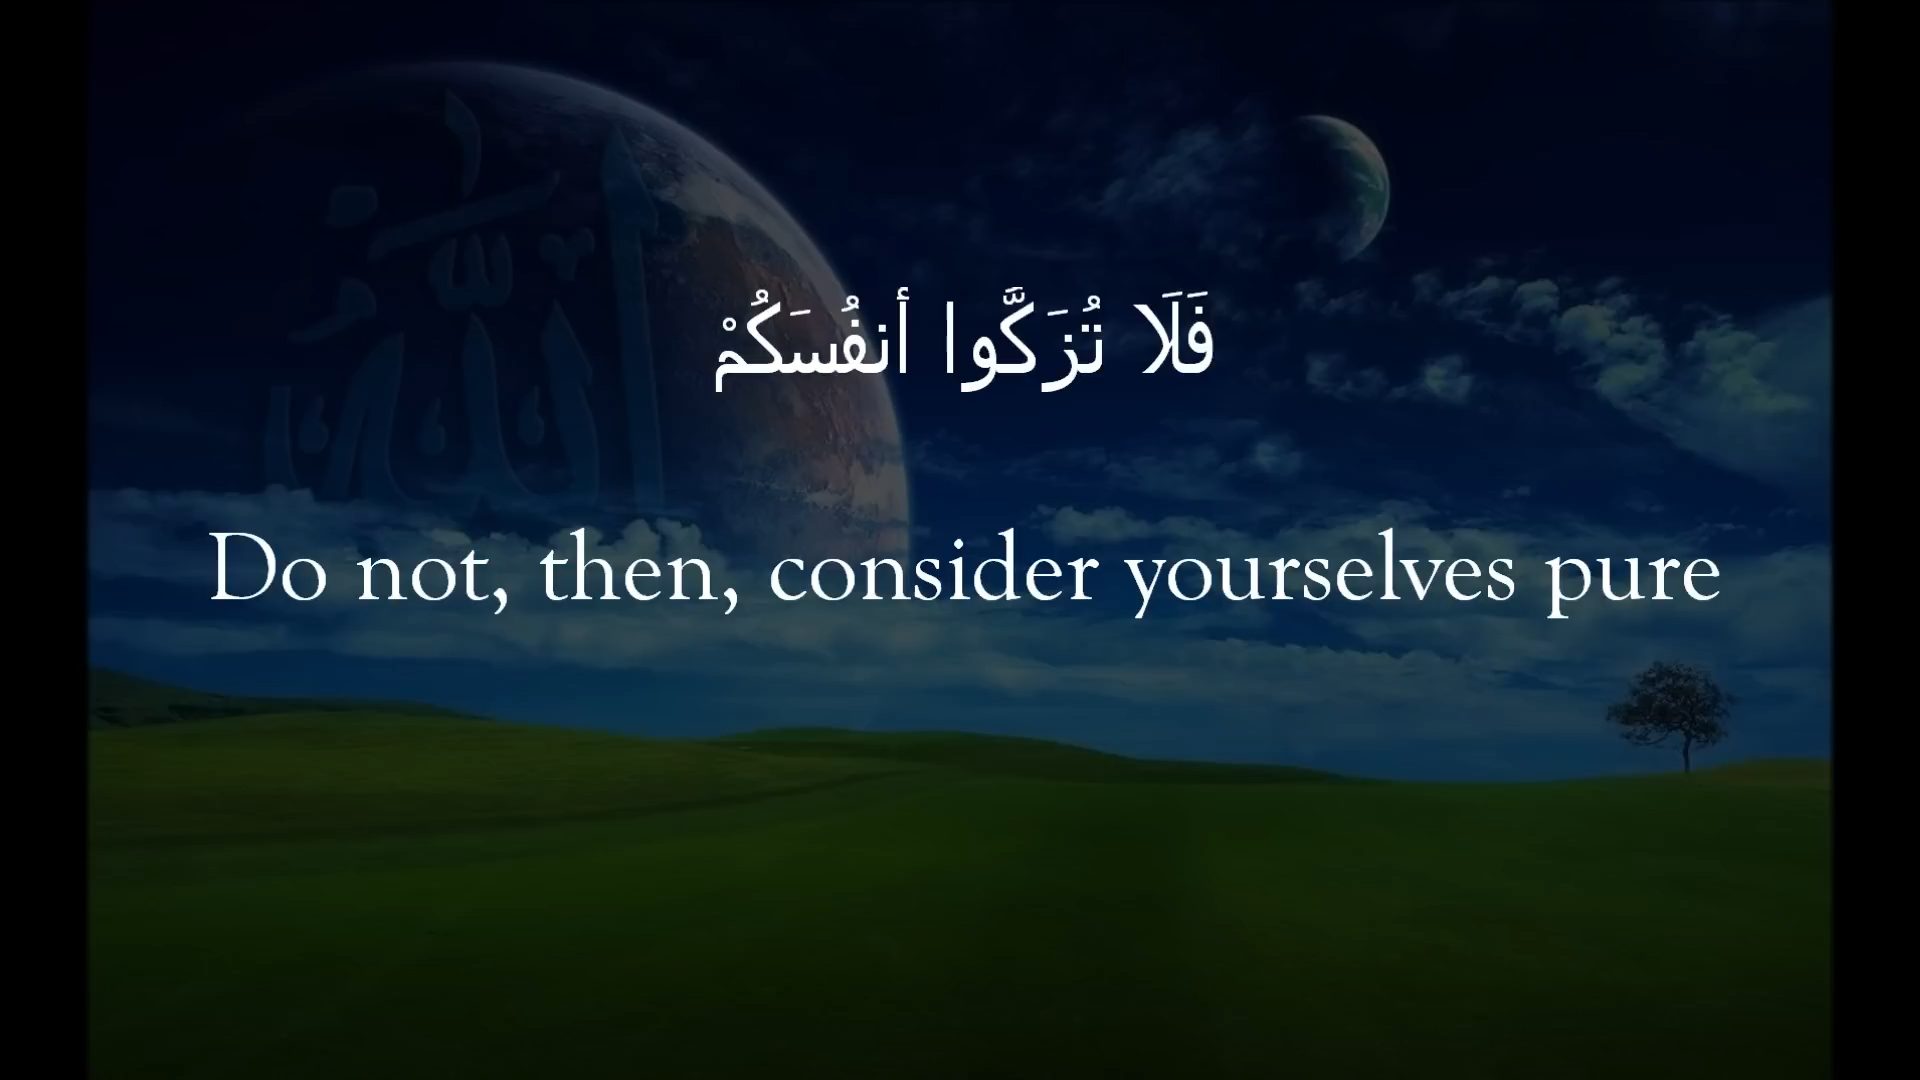 فَلَا تُزَكَّوا أنفُسَكُمْ
Do not, then, consider yourselves pure